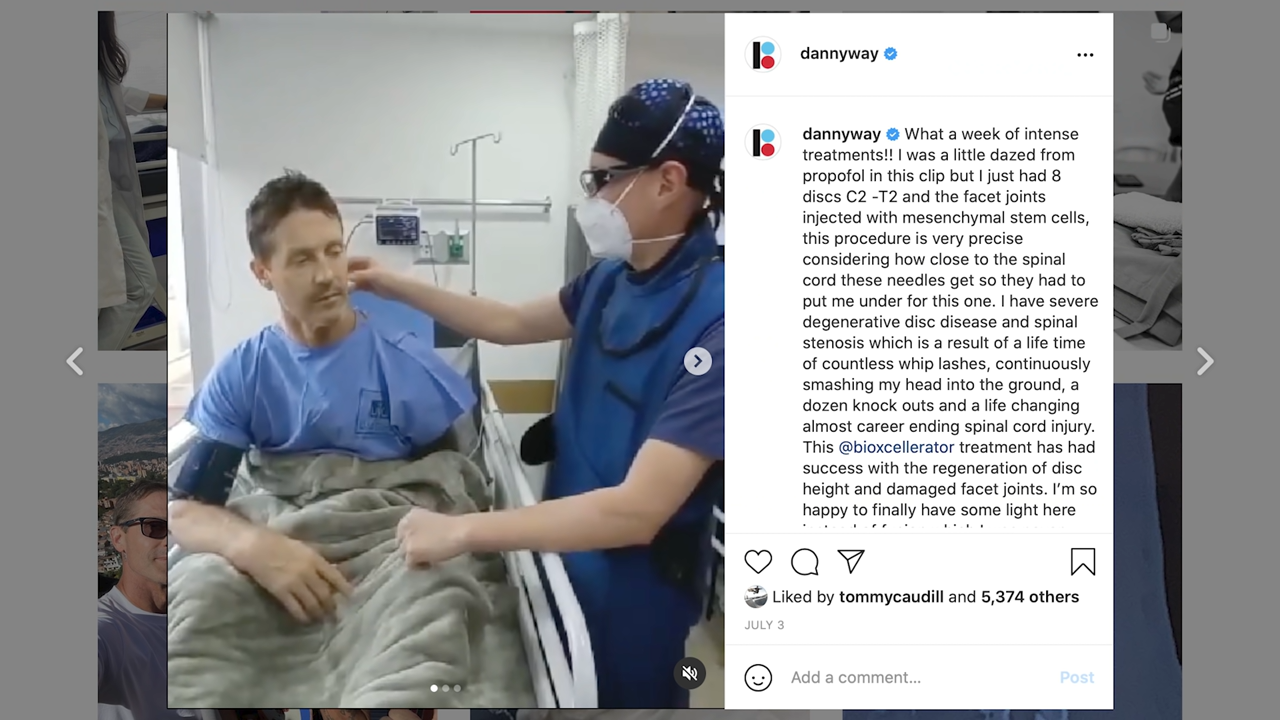 dannyway
dannyway What a week of intense
treatments!! I was a little dazed from
propofol in this clip but I just had 8
discs C2 -T2 and the facet joints
injected with mesenchymal stem cells,
this procedure is very precise
considering how close to the spinal
cord these needles get so they had to
put me under for this one. I have severe
degenerative disc disease and spinal
stenosis which is a result of a life time
of countless whip lashes, continuously
smashing my head into the ground, a
dozen knock outs and a life changing
almost career ending spinal cord injury.
This @bioxcellerator treatment has had
success with the regeneration of disc
height and damaged facet joints. I’m so
happy to finally have some light here
Liked by tommycaudill and 5,374 others
JULY 3
Add a comment...
Post